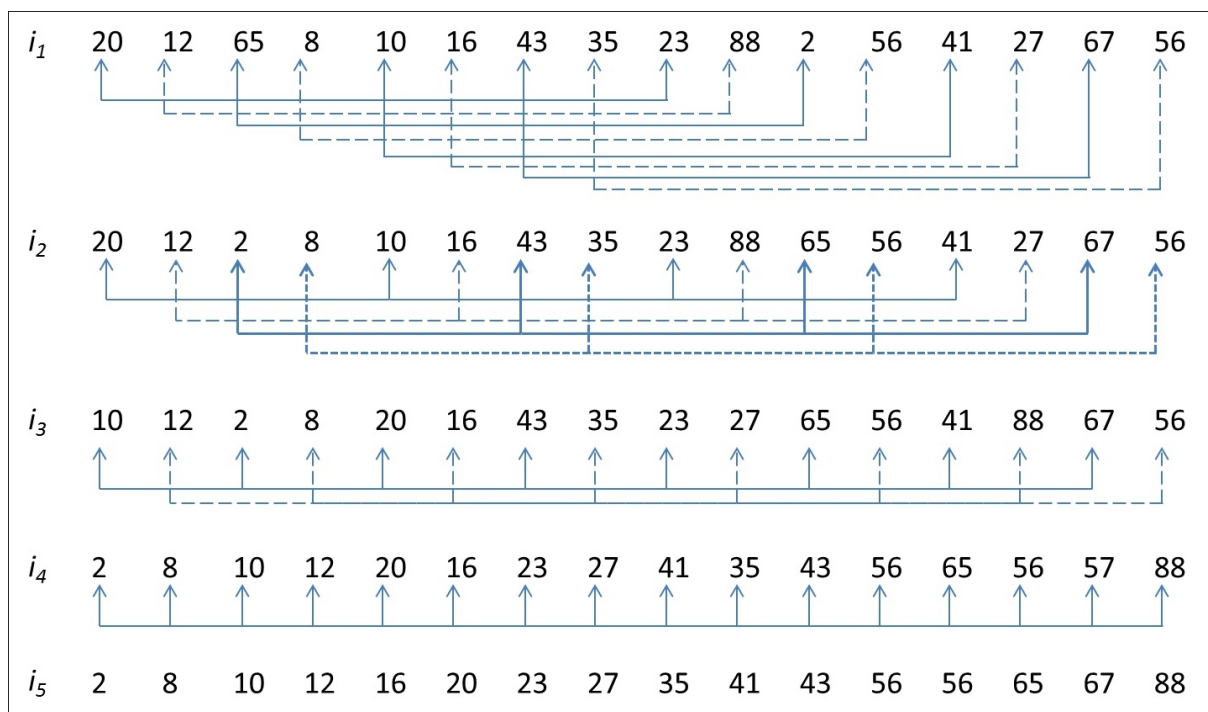 i1 20 12 65 8 10 16 43 35 23 88 2 56 41 27 67 56
i2 20 12 2 8 10 16 43 35 23 88 65 56 41 27 67 56
i3 10 12 2 8 20 16 43 35 23 27 65 56 41 88 67 56
i4 2 8 10 12 20 16 23 27 41 35 43 56 65 56 57 88
i5 2 8 10 12 16 20 23 27 35 41 43 56 56 65 67 88